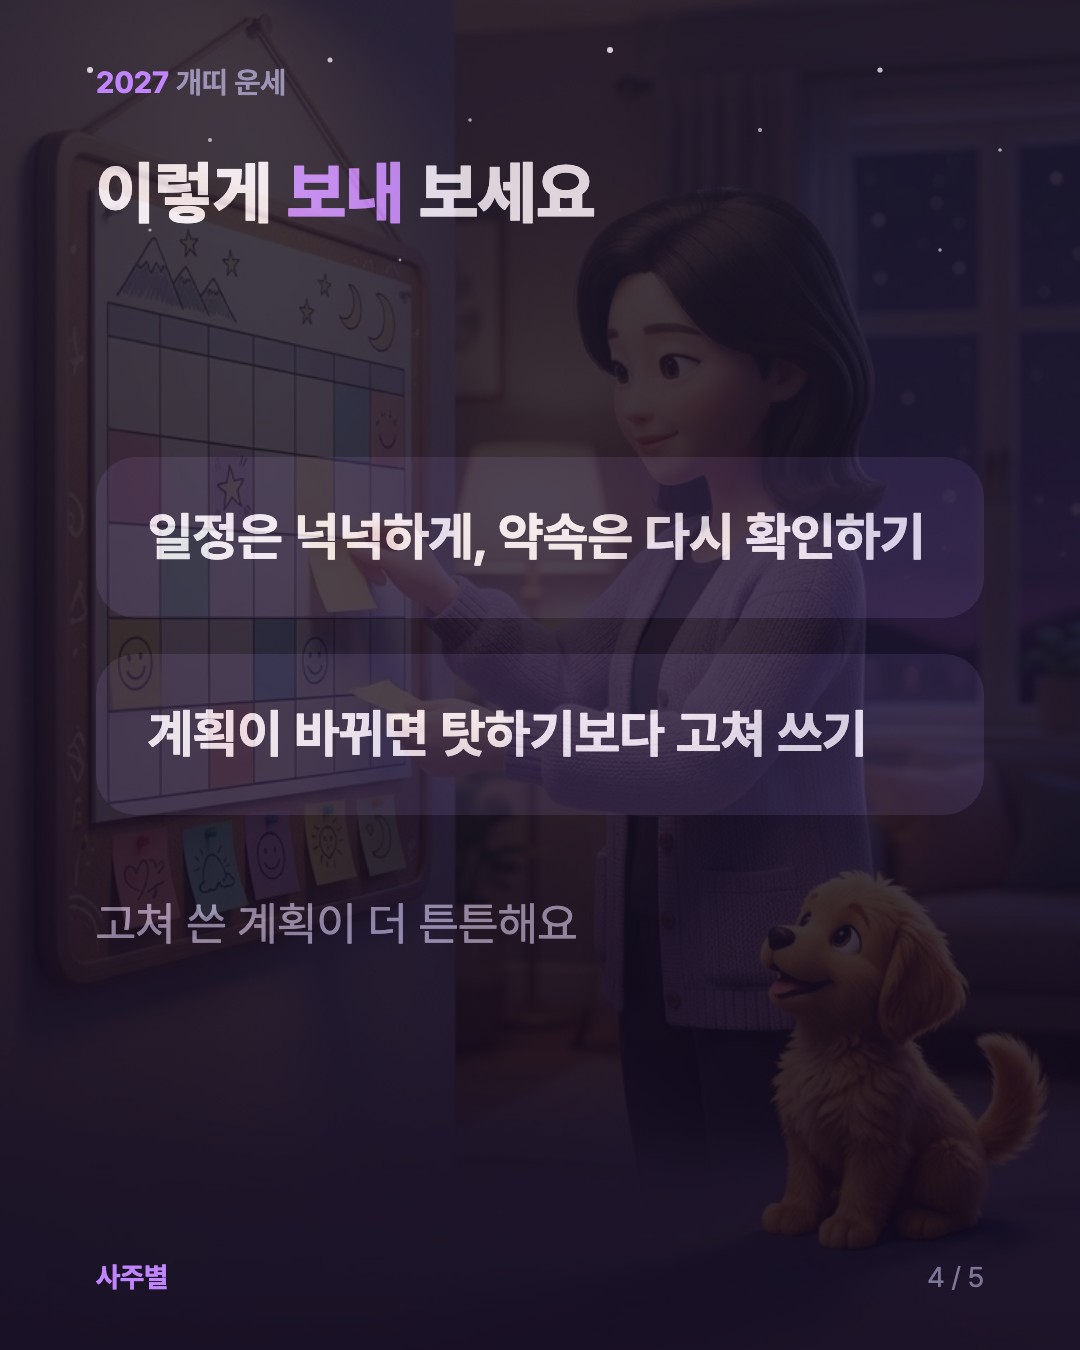 2027 개띠 운세
이렇게 보내 보세요
일정은 넉넉하게, 약속은 다시 확인하기
계획이 바뀌면 탓하기보다 고쳐 쓰기
고쳐 쓴 계획이 더 튼튼해요
사주별
4 / 5